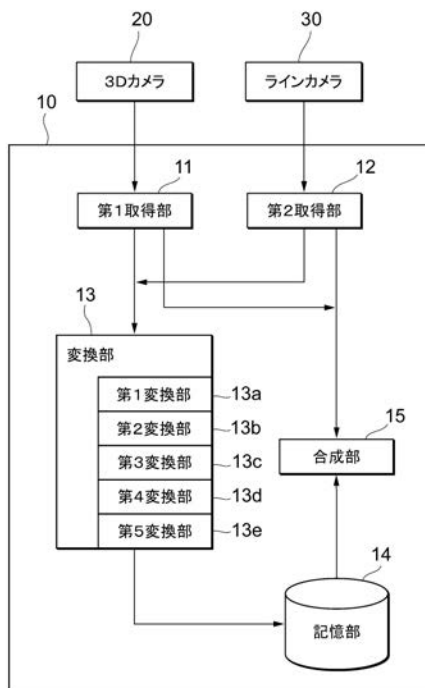 20
30
3Dカメラ
ラインカメラ
10
11
12
第1取得部
第2取得部
13
変換部
第1変換部
13a
第2変換部
13b
第3変換部
13c
第4変換部
13d
第5変換部
13e
15
合成部
14
記憶部